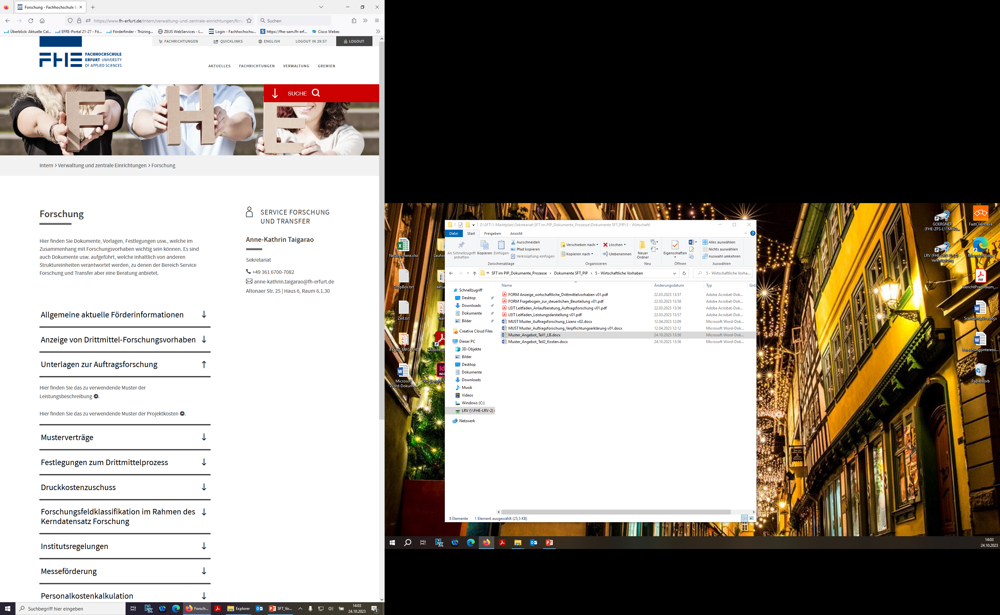 Forschung - Fachhochschule Er
https://www.fh-erfurt.de/intern/verwaltung-und-zentrale-einrichtungen/forsc
Suchen
Überblick: Aktuelle Cal...
EFRE-Portal 21-27 - Fö...
Förderfinder - Thüring...
ZEUS WebServices - L...
Login - Fachhochschu...
https://fhe-sam.fh-erf...
Cisco Webex
FACHRICHTUNGEN
QUICKLINKS
ENGLISH
LOGOUT IN 29:57
LOGOUT
FHE FACHHOCHSCHULE
ERFURT UNIVERSITY
OF APPLIED SCIENCES
AKTUELLES
FACHRICHTUNGEN
VERWALTUNG
GREMIEN
SUCHE
F H E
Intern › Verwaltung und zentrale Einrichtungen › Forschung
Forschung
Hier finden Sie Dokumente, Vorlagen, Festlegungen usw., welche im
Zusammenhang mit Forschungsvorhaben wichtig sein können. Es sind
auch Dokumente usw. aufgeführt, welche inhaltlich von anderen
Struktureinheiten verantwortet werden, zu denen der Bereich Service
Forschung und Transfer aber eine Beratung anbietet.
SERVICE FORSCHUNG
UND TRANSFER
Anne-Kathrin Taigarao
Sekretariat
+49 361 6700-7082
anne-kathrin.taigarao@fh-erfurt.de
Altonaer Str. 25 | Haus 6, Raum 6.1.30
Allgemeine aktuelle Förderinformationen
Anzeige von Drittmittel-Forschungsvorhaben
Unterlagen zur Auftragsforschung
Hier finden Sie das zu verwendende Muster der
Leistungsbeschreibung .
Hier finden Sie das zu verwendende Muster der Projektkosten .
Musterverträge
Festlegungen zum Drittmittelprozess
Druckkostenzuschuss
Forschungsfeldklassifikation im Rahmen des
Kerndatensatz Forschung
Institutsregelungen
Messeförderung
Personalkostenkalkulation
Suchbegriff hier eingeben
Forsch...
Explorer
SFT_Vo...
14:03
24.10.2023
3
Neuberufene.xlsx
DropBox.txt
Zeit.txt
PK_AZ_MFG_FHE
Microsoft
Word-Dokume...
Laufw
aktue
Tear
Adobe A
Id
INDD
PA-Bericht_V
Z:\SFT\1-Marktplatz\Sekretariat\SFT im PIP_Dokumente_Prozesse\Dokumente SFT_PIP\5 - Wirtschaftl
Datei
Start
Freigeben
Ansicht
An Schnellzugriff
anheften
Kopieren
Einfügen
Ausschneiden
Pfad kopieren
Verknüpfung einfügen
Zwischenablage
Verschieben nach
Kopieren nach
Löschen
Umbenennen
Organisieren
Neuer
Ordner
Neu
Eigenschaften
Öffnen
Alles auswählen
Nichts auswählen
Auswahl umkehren
Auswählen
« SFT im PIP_Dokumente_Prozesse › Dokumente SFT_PIP › 5 - Wirtschaftliche Vorhaben
5 - Wirtschaftliche Vorha...
Schnellzugriff
Desktop
Downloads
Dokumente
Bilder
Creative Cloud Files
Dieser PC
3D-Objekte
Bilder
Desktop
Dokumente
Downloads
Musik
Videos
Windows (C:)
LRV (\\FHE-LRV-2) (
Netzwerk
Name Änderungsdatum Typ Gröl
FORM Anzeige_wirtschaftliche_Drittmittelvorhaben v01.pdf 22.03.2023 13:57 Adobe Acrobat-Dok...
FORM Fragebogen_zur_steuerlichen_Beurteilung v01.pdf 22.03.2023 13:58 Adobe Acrobat-Dok...
LEIT Leitfaden_Anlaufberatung_Auftragsforschung v01.pdf 22.03.2023 13:56 Adobe Acrobat-Dok...
LEIT Leitfaden_Leistungsdarstellung v01.pdf 22.03.2023 13:57 Adobe Acrobat-Dok...
MUST Muster_Auftragsforschung_Lizenz v02.docx 12.04.2023 12:09 Microsoft Word-Dok...
MUST Muster_Auftragsforschung_Verpflichtungserklärung v01.docx 12.04.2023 12:12 Microsoft Word-Dok...
Muster_Angebot_Teil1_LB.docx 24.10.2023 13:56 Microsoft Word-Dok...
Muster_Angebot_Teil2_Kosten.docx 24.10.2023 13:56 Microsoft Word-Dok...
8 Elemente
1 Element ausgewählt (25,5 KB)
GOERGNER
(FHE-ZFS-L11MHO...
FastClient.exe
LRV (FHE-LRV-2) (Z) -
Verknüpfung
Microsoft Edge
PDF
BerichtPraesidium_...
Scanuzh6p3vs.docx
Forschungsinteressi...
Papierkorb
14:03
24.10.2023